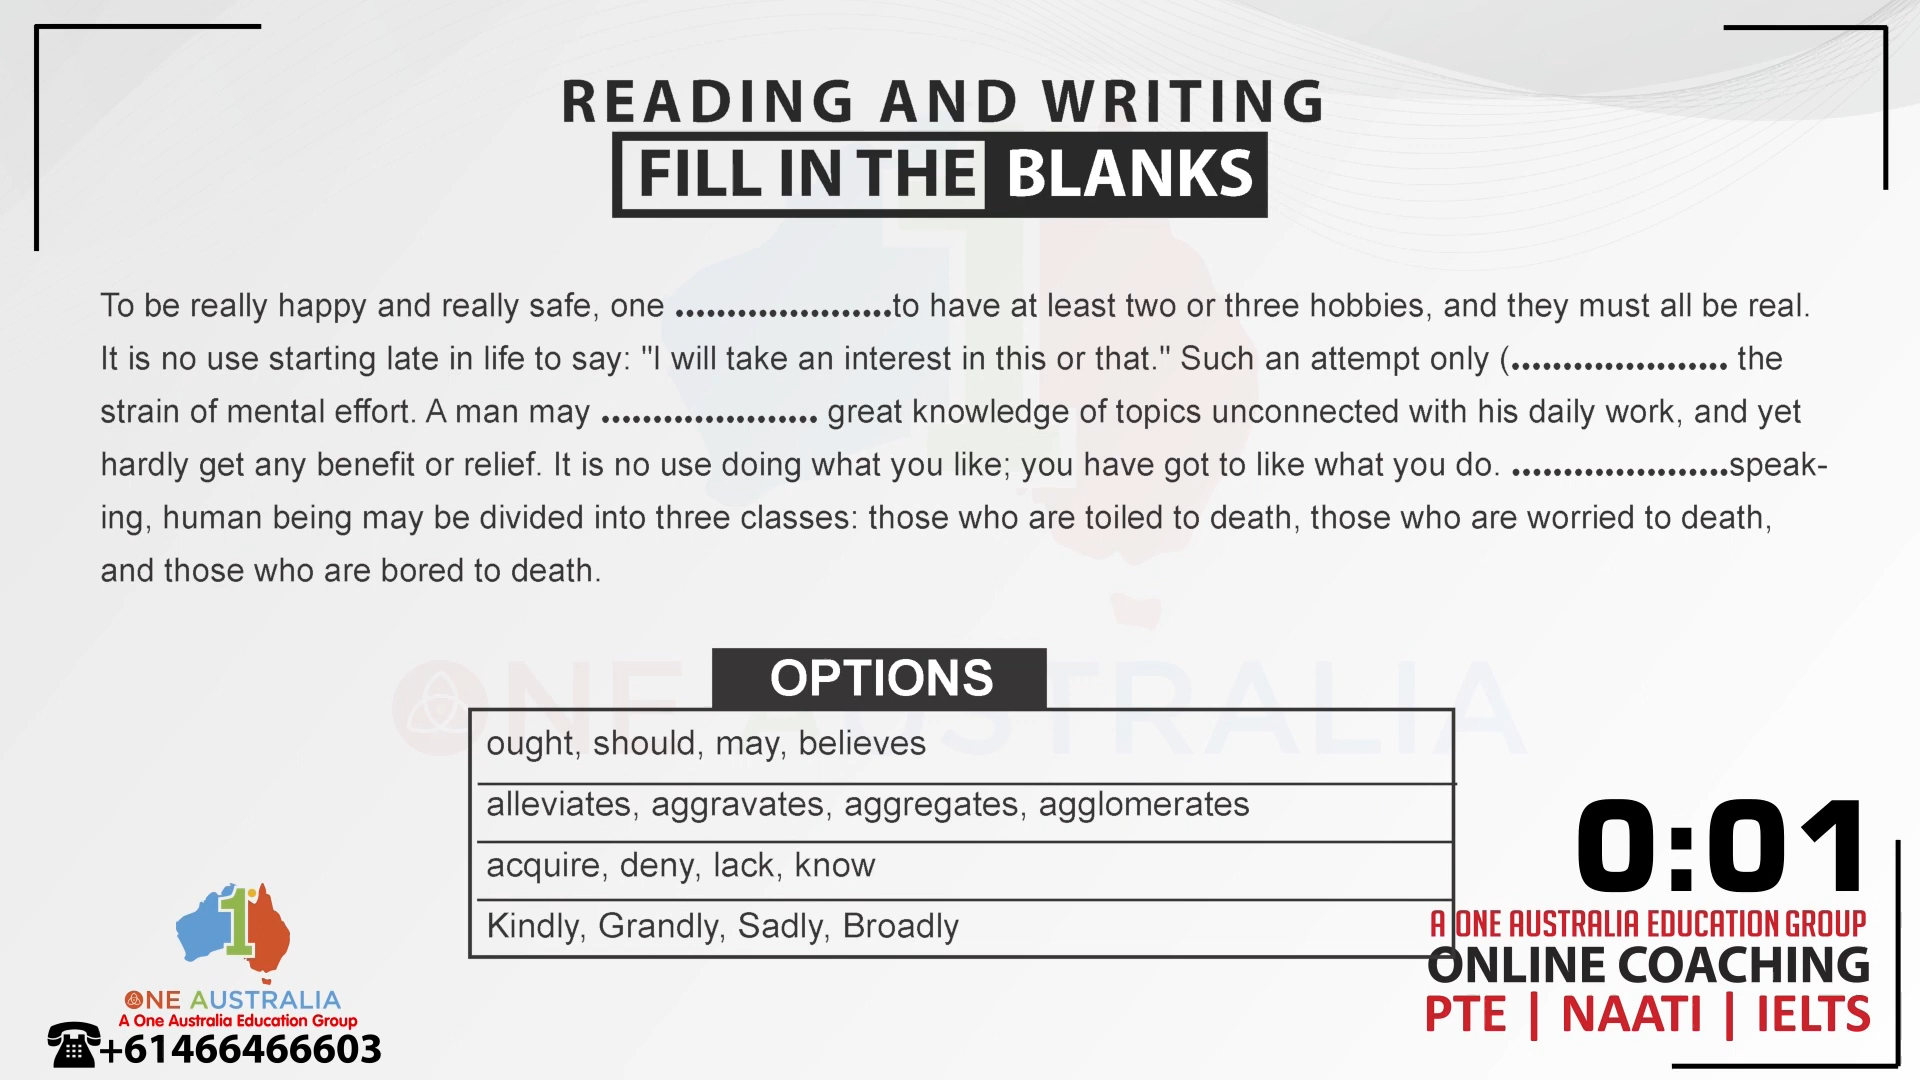 READING AND WRITING
FILL IN THE BLANKS
To be really happy and really safe, one .....................to have at least two or three hobbies, and they must all be real.
It is no use starting late in life to say: "I will take an interest in this or that." Such an attempt only (..................... the
strain of mental effort. A man may ..................... great knowledge of topics unconnected with his daily work, and yet
hardly get any benefit or relief. It is no use doing what you like; you have got to like what you do. .....................speak-
ing, human being may be divided into three classes: those who are toiled to death, those who are worried to death,
and those who are bored to death.
ONE AUSTRALIA
OPTIONS
ought, should, may, believes
alleviates, aggravates, aggregates, agglomerates
acquire, deny, lack, know
Kindly, Grandly, Sadly, Broadly
0:01
A ONE AUSTRALIA EDUCATION GROUP
ONLINE COACHING
PTE | NAATI | IELTS
1
ONE AUSTRALIA
A One Australia Education Group
+61466466603